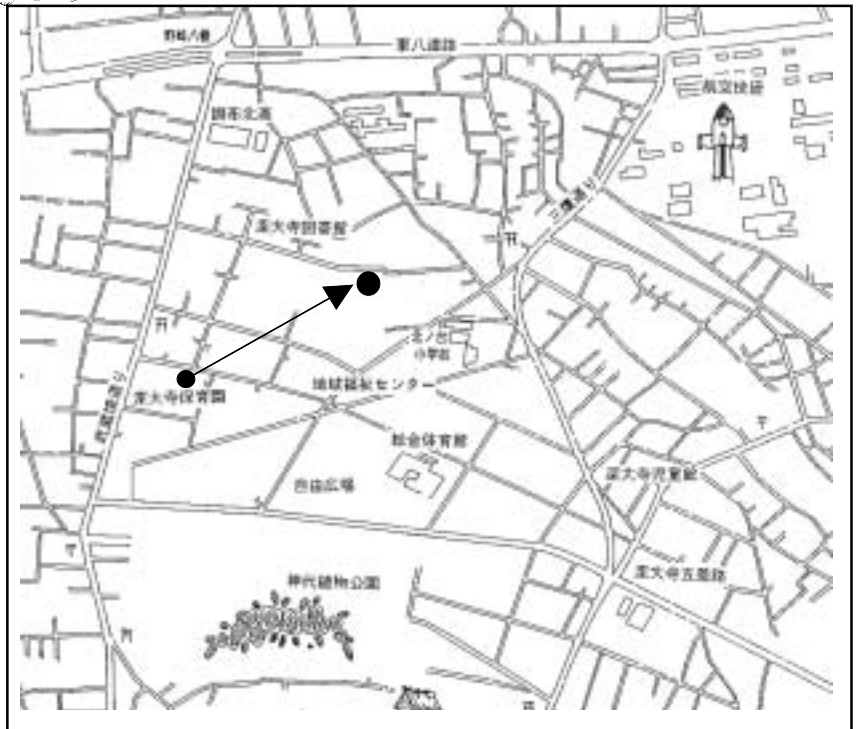 野崎八幡
東八道路
航空技研
調布北高
三鷹通り
深大寺図書館
北ノ台
小学校
地域福祉センター
深大寺保育園
武蔵境通り
総合体育館
自由広場
深大寺児童館
深大寺五差路
神代植物公園